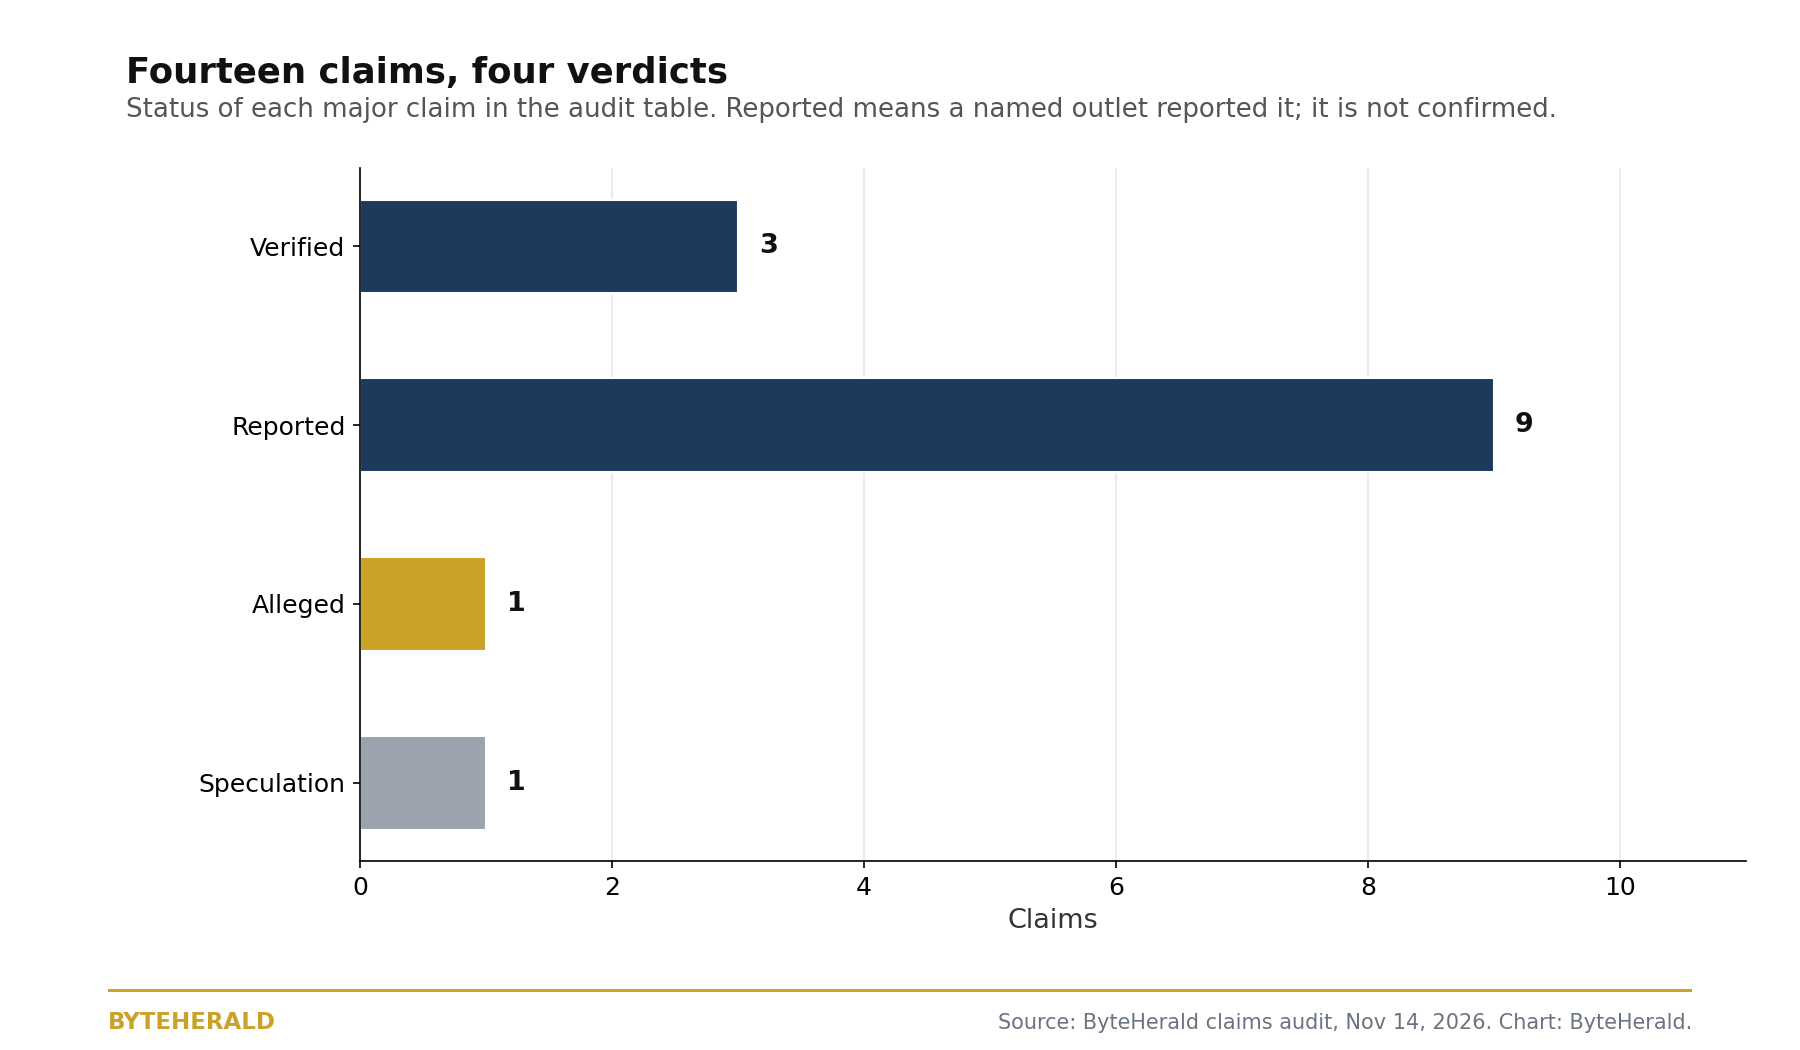 Fourteen claims, four verdicts
Status of each major claim in the audit table. Reported means a named outlet reported it; it is not confirmed.
Verified
3
Reported
9
Alleged
1
Speculation
1
0 2 4 6 8 10
Claims
BYTEHERALD
Source: ByteHerald claims audit, Nov 14, 2026. Chart: ByteHerald.